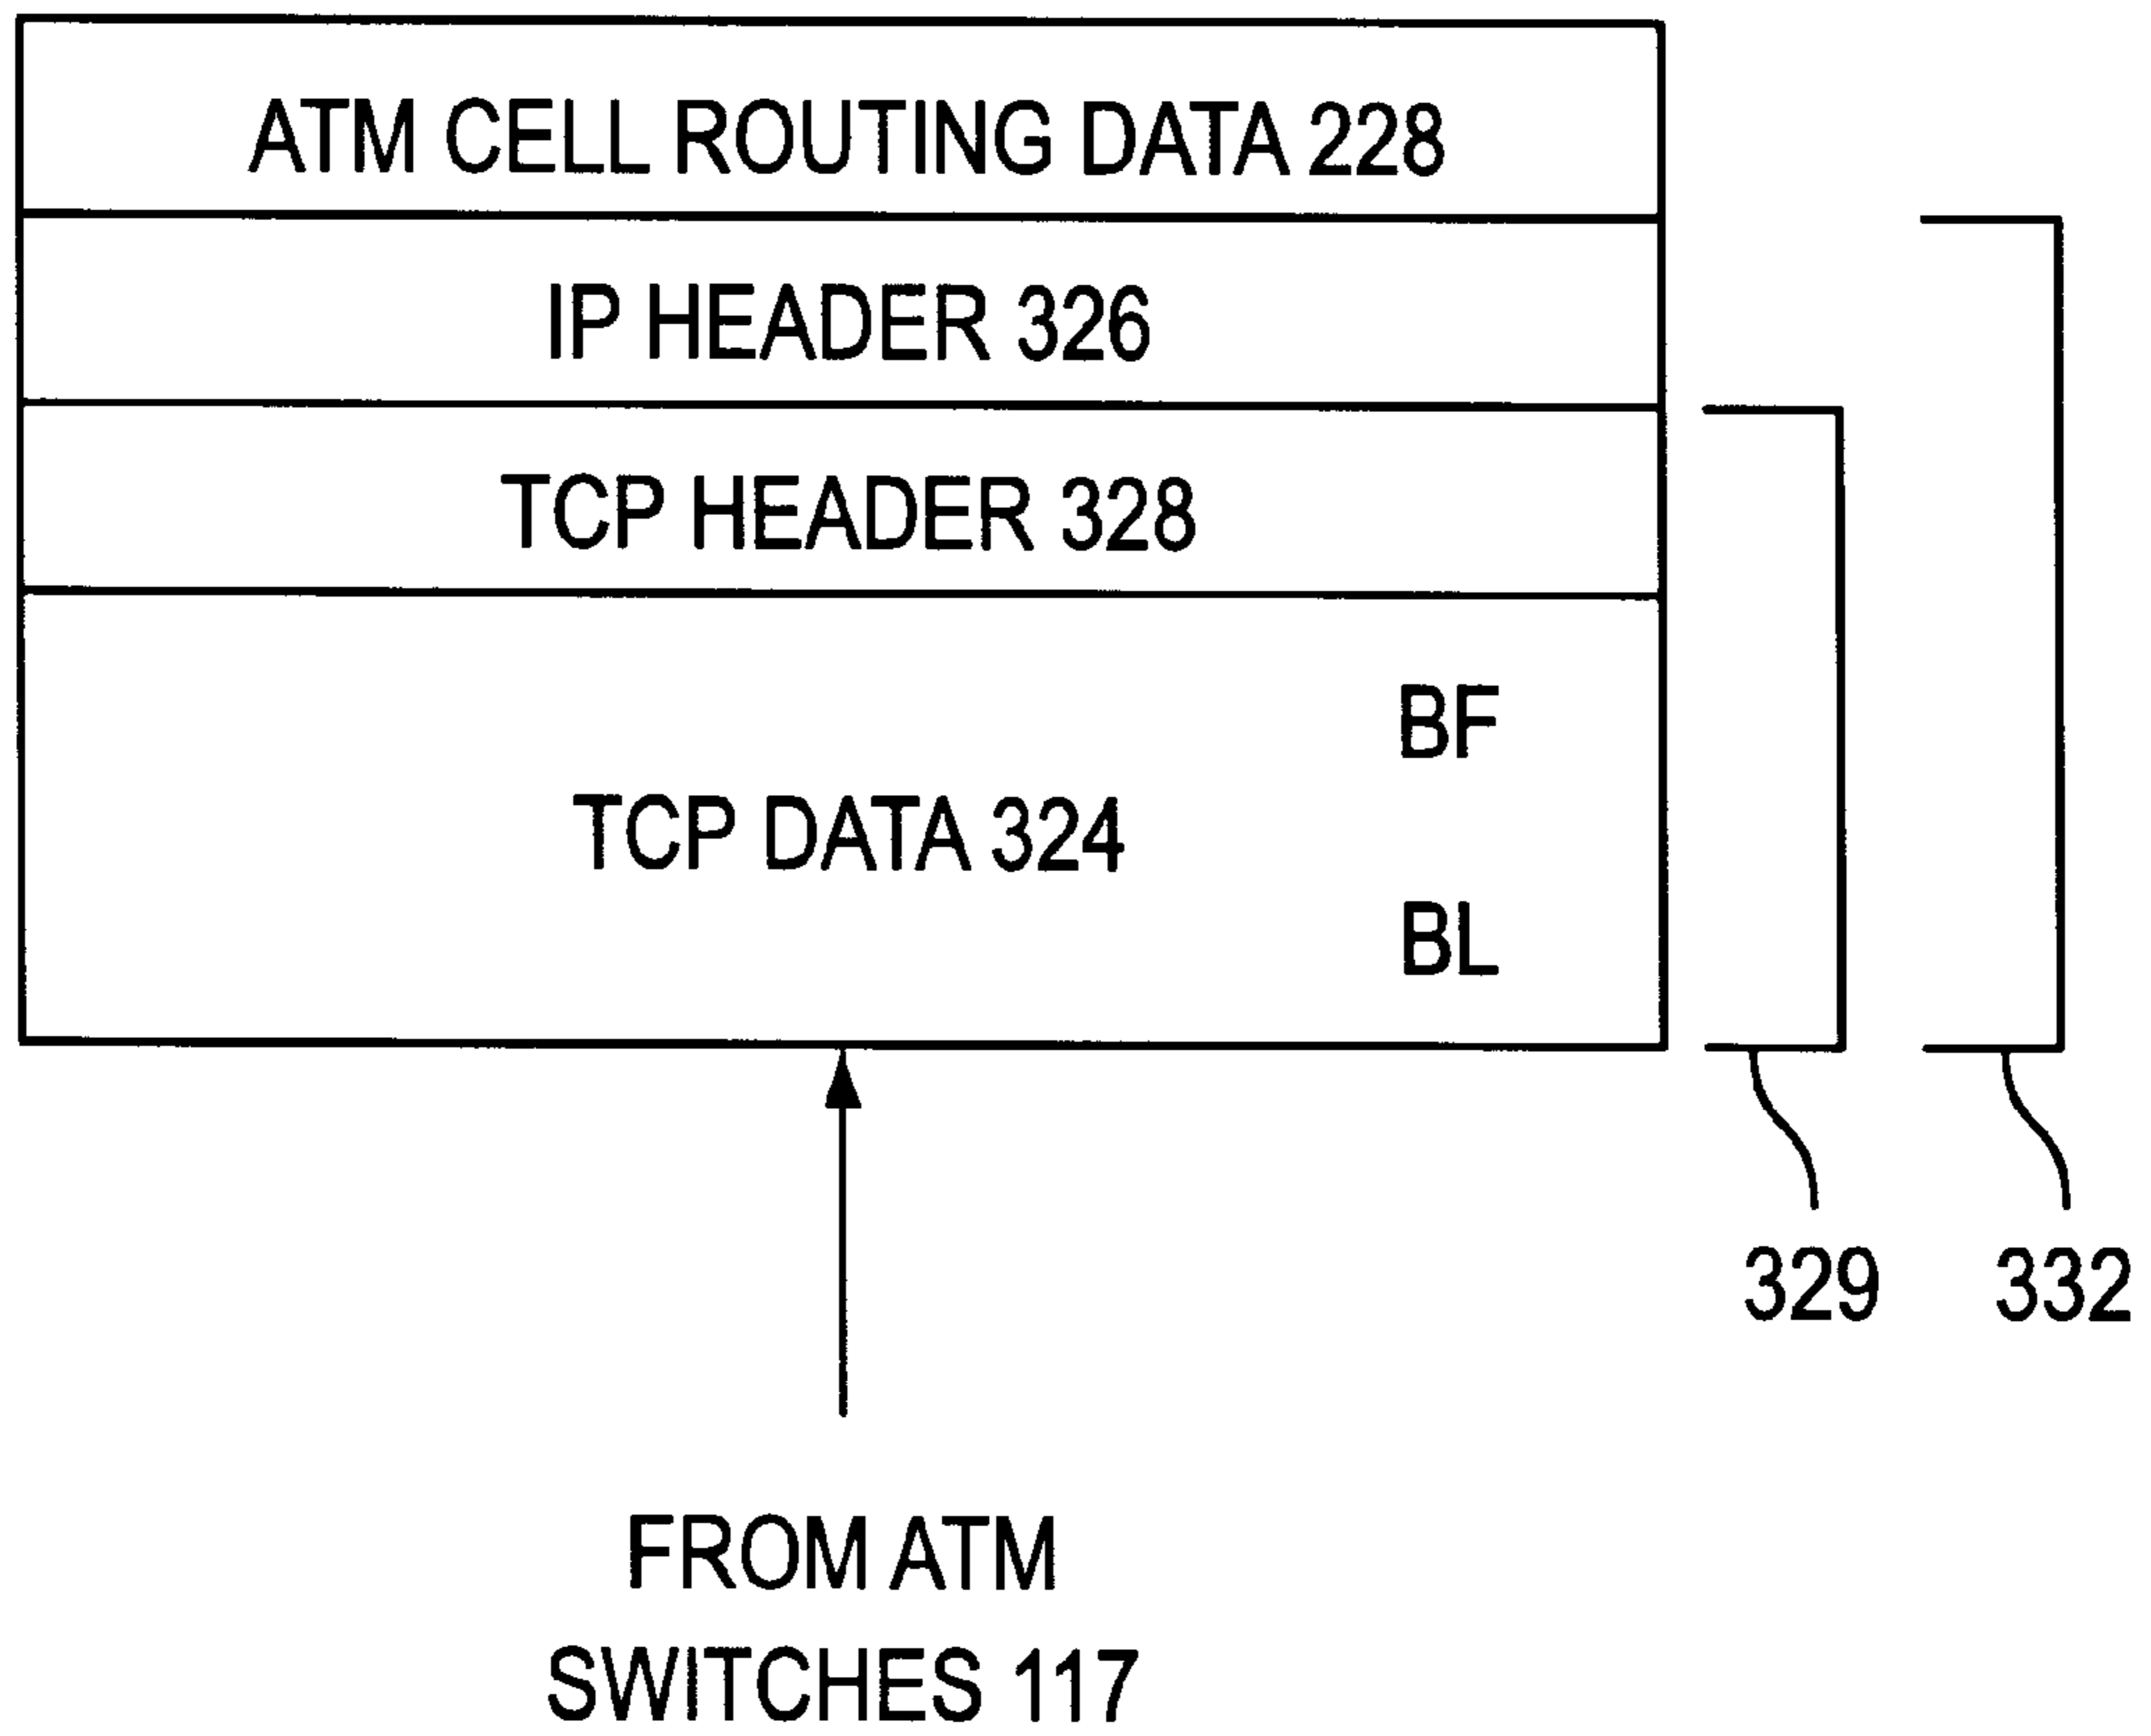 ATM CELL ROUTING DATA 228
IP HEADER 326
TCP HEADER 328
BF
TCP DATA 324
BL
329
332
FROM ATM
SWITCHES 117